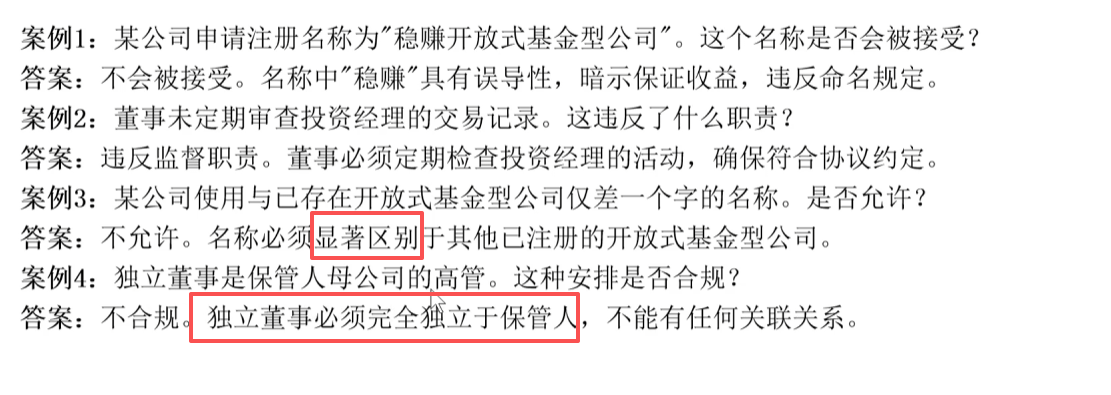 案例1：某公司申请注册名称为"稳赚开放式基金型公司"。这个名称是否会被接受？
答案：不会被接受。名称中"稳赚"具有误导性，暗示保证收益，违反命名规定。
案例2：董事未定期审查投资经理的交易记录。这违反了什么职责？
答案：违反监督职责。董事必须定期检查投资经理的活动，确保符合协议约定。
案例3：某公司使用与已存在开放式基金型公司仅差一个字的名称。是否允许？
答案：不允许。名称必须显著区别于其他已注册的开放式基金型公司。
案例4：独立董事是保管人母公司的高管。这种安排是否合规？
答案：不合规。独立董事必须完全独立于保管人，不能有任何关联关系。